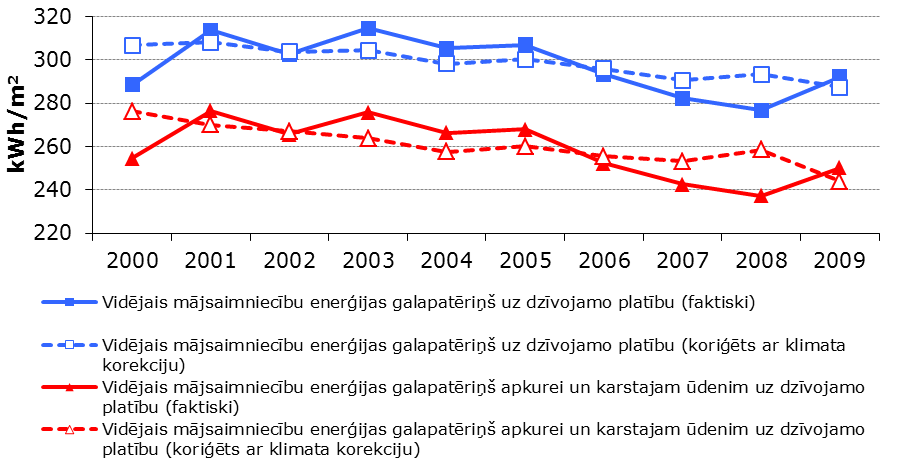 320
300
280
260
240
220
kWh/m²
2000 2001 2002 2003 2004 2005 2006 2007 2008 2009
Vidējais mājsaimniecību enerģijas galapatēriņš uz dzīvojamo platību (faktiski)
Vidējais mājsaimniecību enerģijas galapatēriņš uz dzīvojamo platību (koriģēts ar klimata
korekciju)
Vidējais mājsaimniecību enerģijas galapatēriņš apkurei un karstajam ūdenim uz dzīvojamo
platību (faktiski)
Vidējais mājsaimniecību enerģijas galapatēriņš apkurei un karstajam ūdenim uz dzīvojamo
platību (koriģēts ar klimata korekciju)